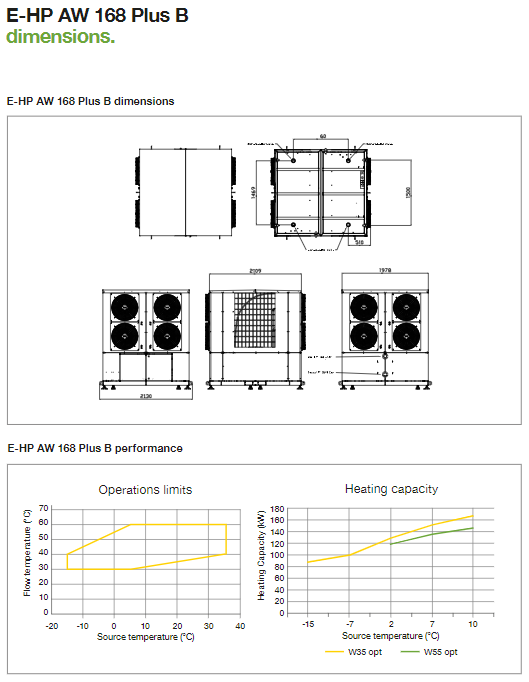 E-HP AW 168 Plus B
dimensions.
E-HP AW 168 Plus B dimensions
60
1469
1500
510
2109
1978
2130
E-HP AW 168 Plus B performance
Operations limits
Flow temperature (°C)
70
60
50
40
30
20
10
0
-20 -10 0 10 20 30 40
Source temperature (°C)
Heating capacity
Heating Capacity (kW)
180
160
140
120
100
80
60
40
20
0
-15 -7 2 7 10
Source temperature (°C)
W35 opt W55 opt